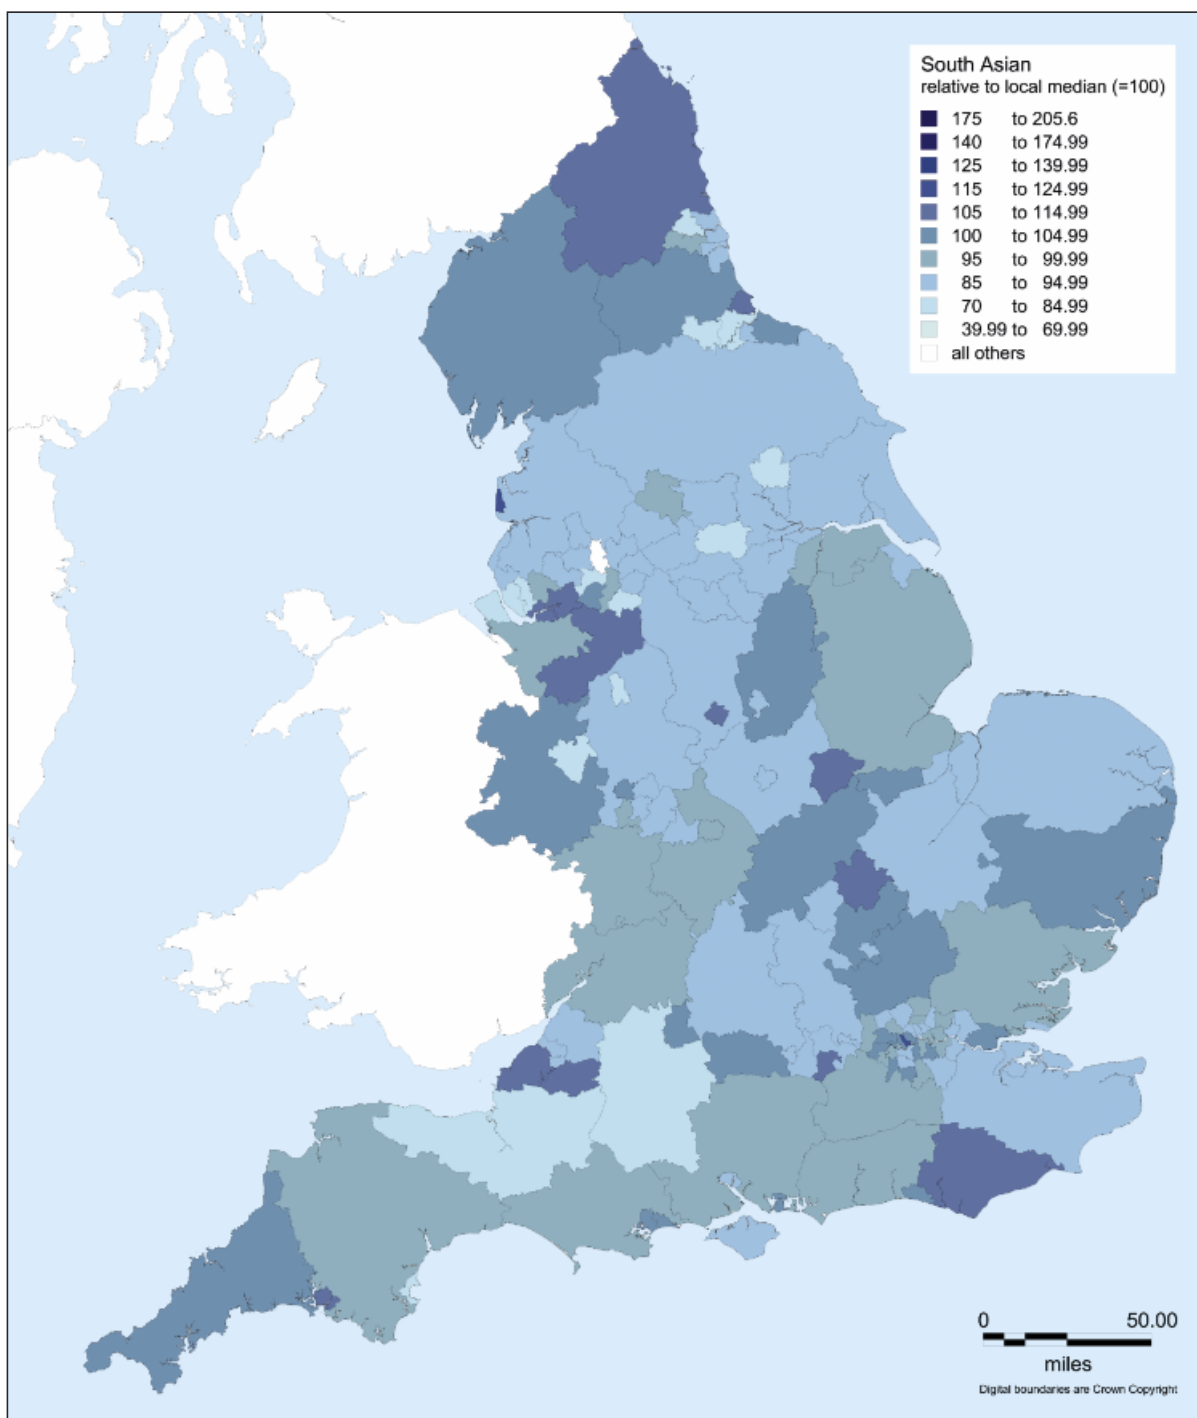 South Asian
relative to local median (=100)
175 to 205.6
140 to 174.99
125 to 139.99
115 to 124.99
105 to 114.99
100 to 104.99
95 to 99.99
85 to 94.99
70 to 84.99
39.99 to 69.99
all others
0 50.00
miles
Digital boundaries are Crown Copyright